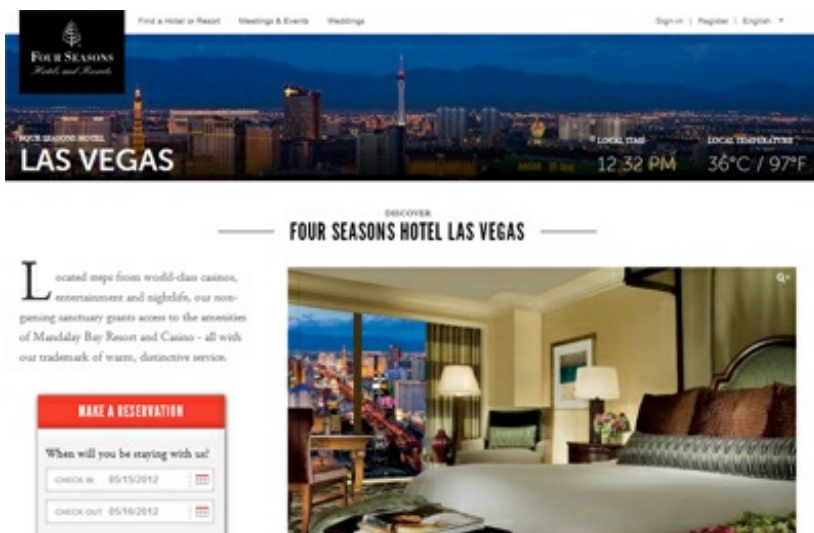 Find a Hotel or Resort Meetings & Events Weddings
Sign-in | Register | English
FOUR SEASONS
Hotels and Resorts
FOUR SEASONS HOTEL
LAS VEGAS
LOCAL TIME
12:32 PM
LOCAL TEMPERATURE
36°C / 97°F
DISCOVER
FOUR SEASONS HOTEL LAS VEGAS
Located steps from world-class casinos,
entertainment and nightlife, our non-
gaming sanctuary grants access to the amenities
of Mandalay Bay Resort and Casino - all with
our trademark of warm, distinctive service.
MAKE A RESERVATION
When will you be staying with us?
CHECK IN: 05/15/2012
CHECK OUT: 05/16/2012